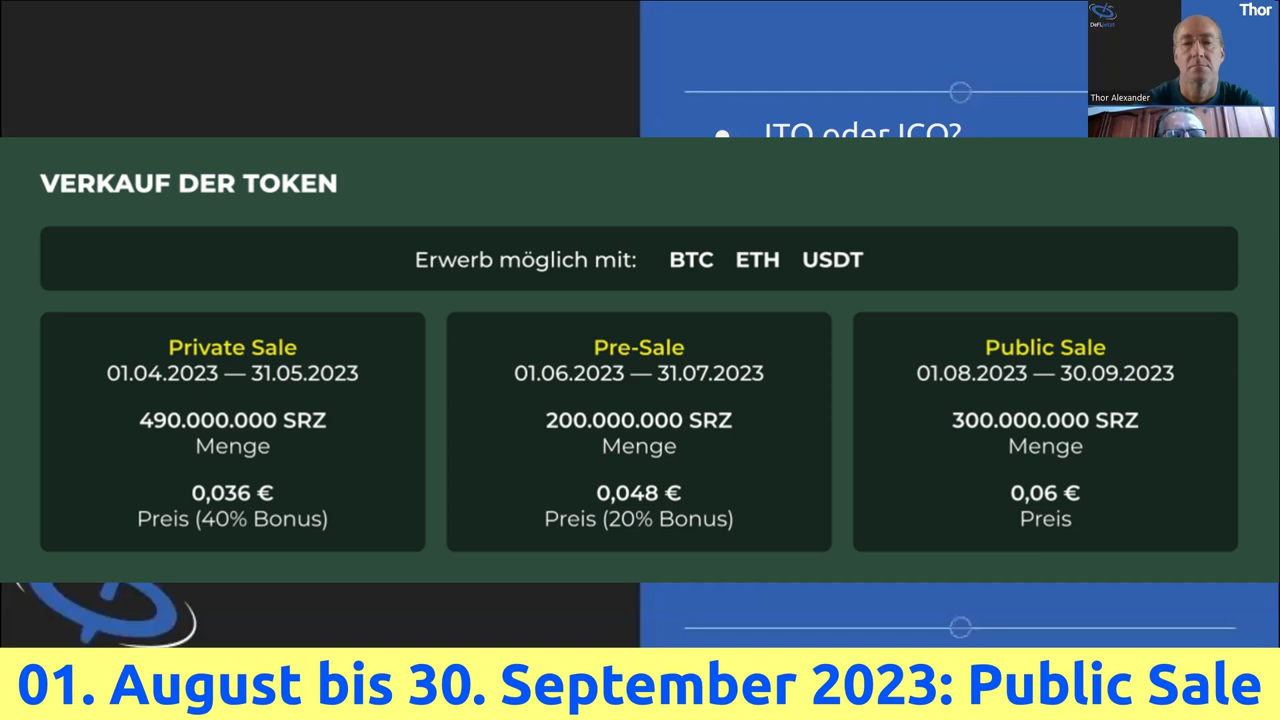 Thor
DeFi.jetzt
Thor Alexander
• ITO oder ICO?
VERKAUF DER TOKEN
Erwerb möglich mit: BTC ETH USDT
Private Sale
01.04.2023 — 31.05.2023
490.000.000 SRZ
Menge
0,036 €
Preis (40% Bonus)
Pre-Sale
01.06.2023 — 31.07.2023
200.000.000 SRZ
Menge
0,048 €
Preis (20% Bonus)
Public Sale
01.08.2023 — 30.09.2023
300.000.000 SRZ
Menge
0,06 €
Preis
01. August bis 30. September 2023: Public Sale